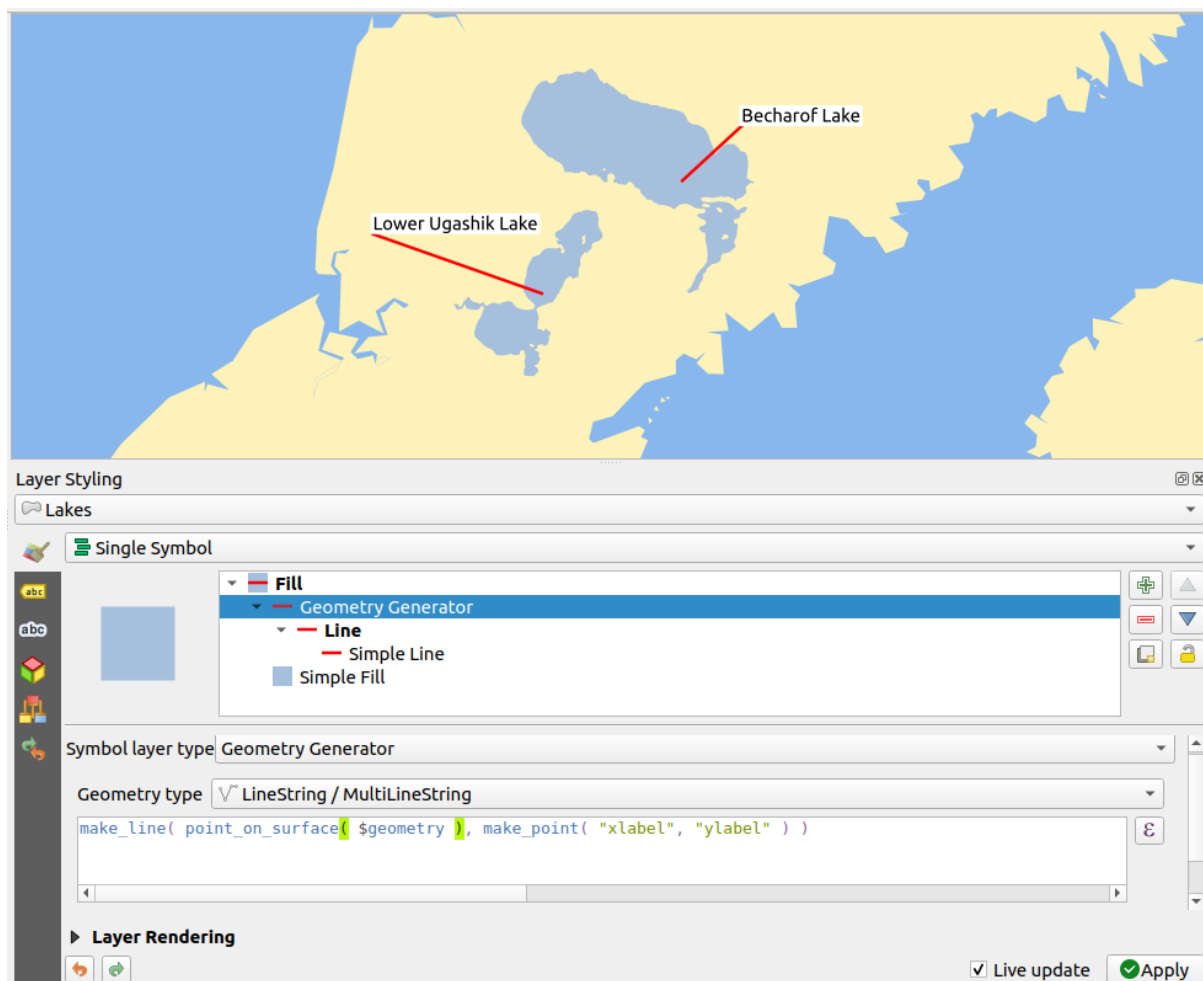 Becharof Lake
Lower Ugashik Lake
Layer Styling
Lakes
Single Symbol
abc
abc
Fill
Geometry Generator
Line
Simple Line
Simple Fill
Symbol layer type Geometry Generator
Geometry type LineString / MultiLineString
make_line( point_on_surface( $geometry ), make_point( "xlabel", "ylabel" ) )
ε
Layer Rendering
Live update
Apply